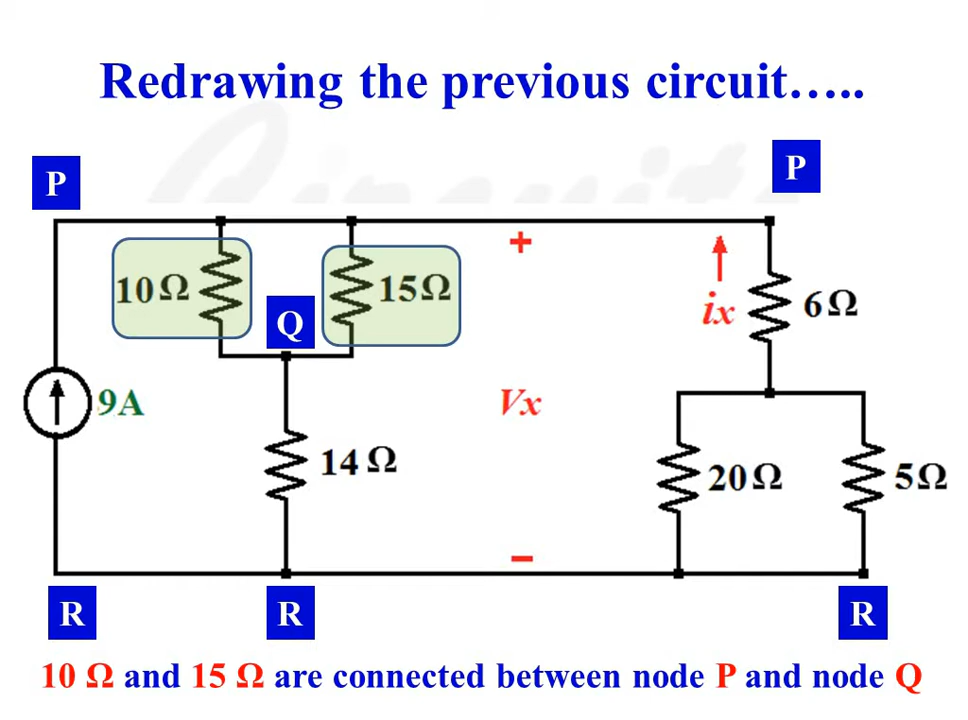 Redrawing the previous circuit…..
Circuit
P
P
+
10Ω
15Ω
Q
ix
6Ω
9A
Vx
14Ω
20Ω
5Ω
–
R
R
R
10 Ω and 15 Ω are connected between node P and node Q